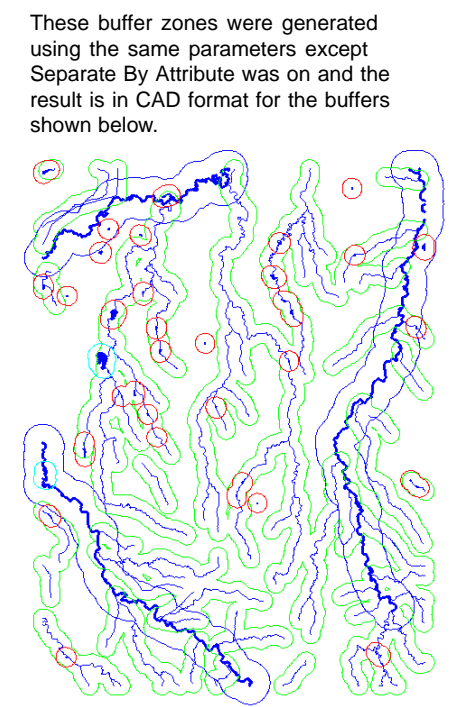 These buffer zones were generated
using the same parameters except
Separate By Attribute was on and the
result is in CAD format for the buffers
shown below.